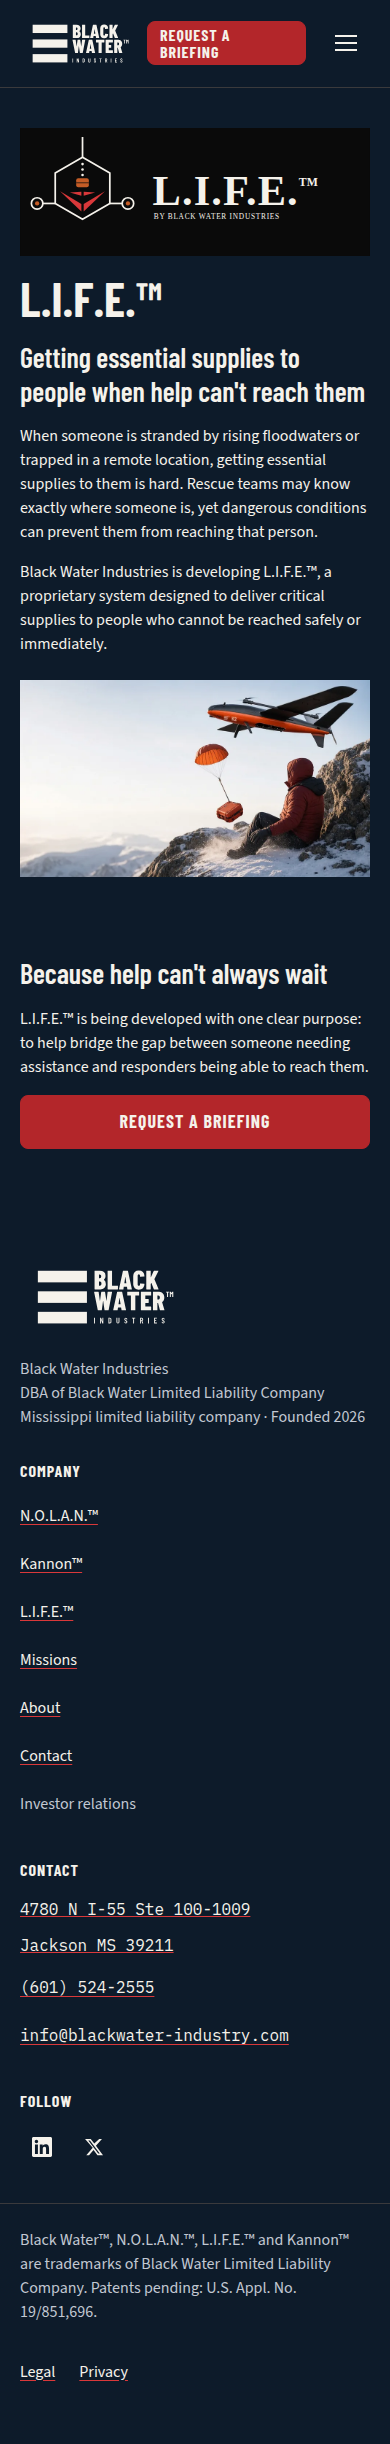 BLACK
WATER™
INDUSTRIES
REQUEST A
BRIEFING
L.I.F.E.™
BY BLACK WATER INDUSTRIES
L.I.F.E.™
Getting essential supplies to
people when help can't reach them
When someone is stranded by rising floodwaters or
trapped in a remote location, getting essential
supplies to them is hard. Rescue teams may know
exactly where someone is, yet dangerous conditions
can prevent them from reaching that person.
Black Water Industries is developing L.I.F.E.™, a
proprietary system designed to deliver critical
supplies to people who cannot be reached safely or
immediately.
Because help can't always wait
L.I.F.E.™ is being developed with one clear purpose:
to help bridge the gap between someone needing
assistance and responders being able to reach them.
REQUEST A BRIEFING
BLACK
WATER™
INDUSTRIES
Black Water Industries
DBA of Black Water Limited Liability Company
Mississippi limited liability company · Founded 2026
COMPANY
N.O.L.A.N.™
Kannon™
L.I.F.E.™
Missions
About
Contact
Investor relations
CONTACT
4780 N I-55 Ste 100-1009
Jackson MS 39211
(601) 524-2555
info@blackwater-industry.com
FOLLOW
Black Water™, N.O.L.A.N.™, L.I.F.E.™ and Kannon™
are trademarks of Black Water Limited Liability
Company. Patents pending: U.S. Appl. No.
19/851,696.
Legal Privacy